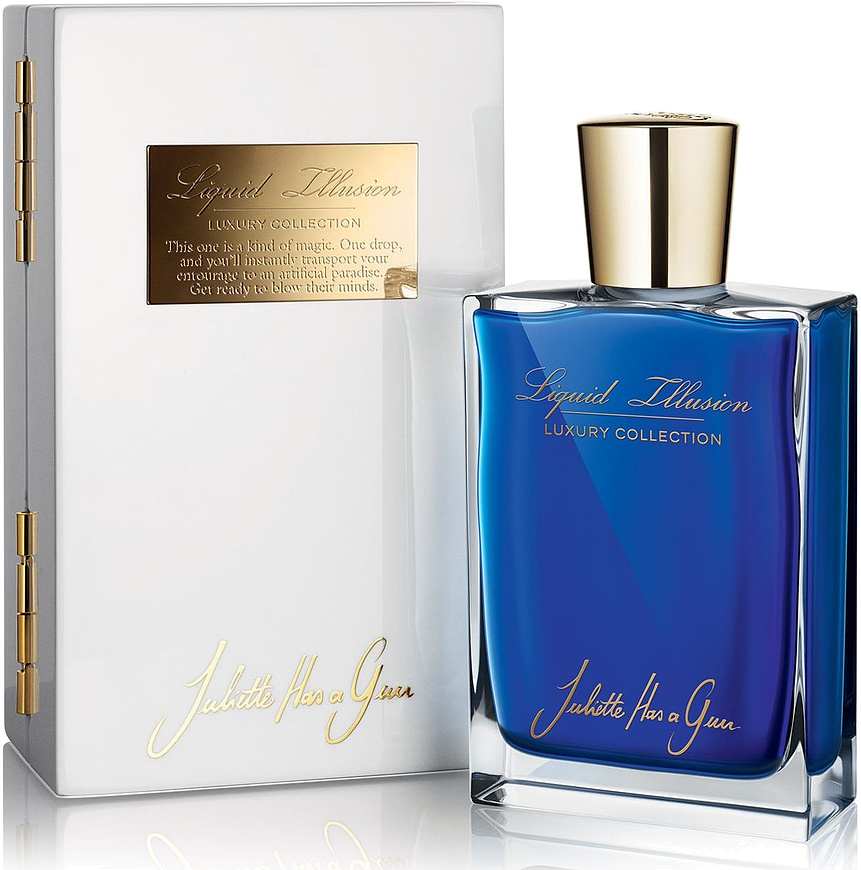 Liquid Illusion
LUXURY COLLECTION
This one is a kind of magic. One drop,
and you'll instantly transport your
entourage to an artificial paradise.
Get ready to blow their minds.
Juliette Has a Gun
Liquid Illusion
LUXURY COLLECTION
Juliette Has a Gun